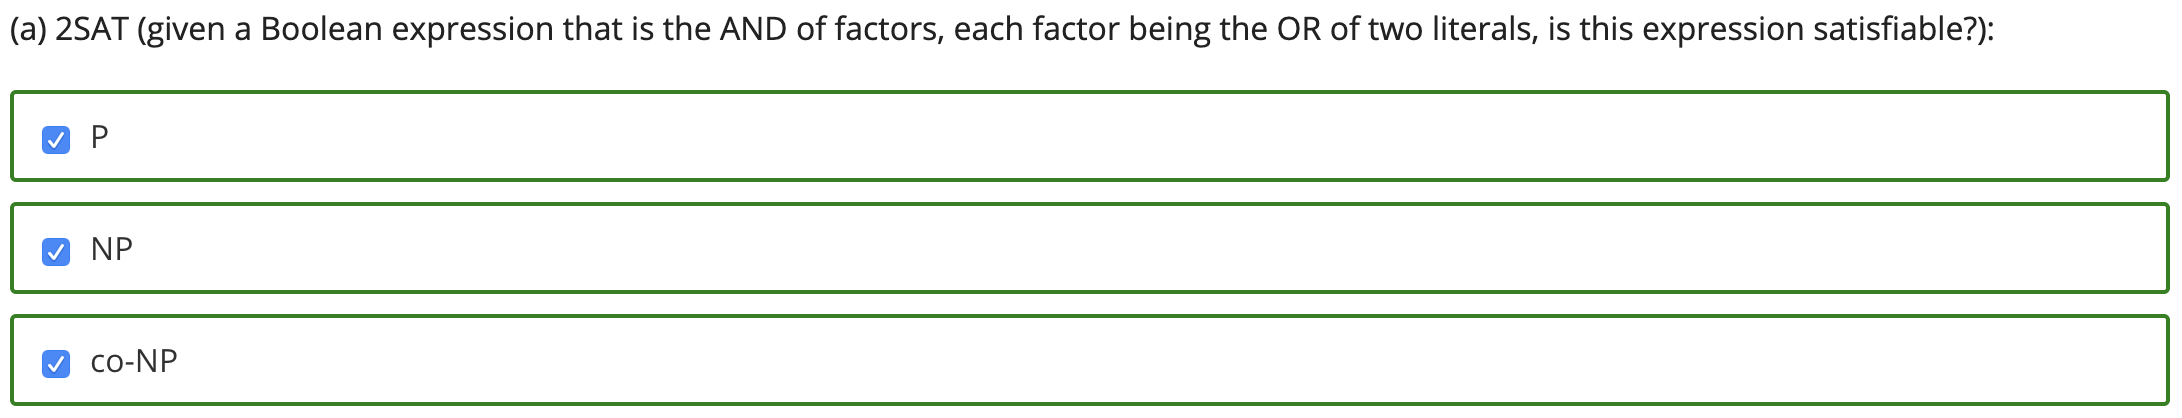 (a) 2SAT (given a Boolean expression that is the AND of factors, each factor being the OR of two literals, is this expression satisfiable?):
P
NP
co-NP